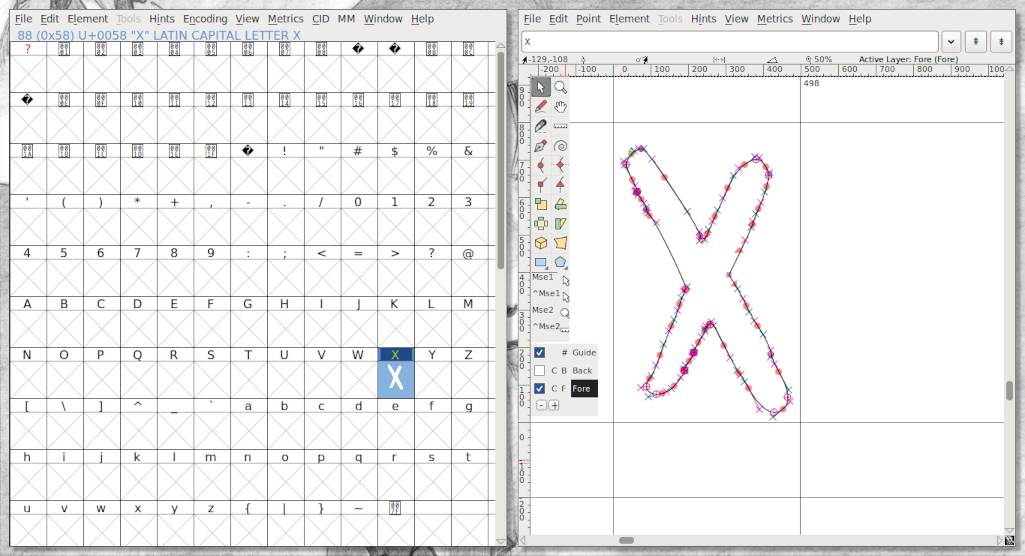 File Edit Element Tools Hints Encoding View Metrics CID MM Window Help
88 (0x58) U+0058 "X" LATIN CAPITAL LETTER X
?
! " # $ % &
' ( ) * + , - . / 0 1 2 3
4 5 6 7 8 9 : ; < = > ? @
A B C D E F G H I J K L M
N O P Q R S T U V W X Y Z
X
[ \ ] ^ _ ` a b c d e f g
h i j k l m n o p q r s t
u v w x y z { | } ~
File Edit Point Element Tools Hints View Metrics Window Help
X
-129,-108 50% Active Layer: Fore (Fore)
-200 -100 0 100 200 300 400 500 600 700 800 900
498
Mse1
^Mse1
Mse2
^Mse2
# Guide
C B Back
C F Fore